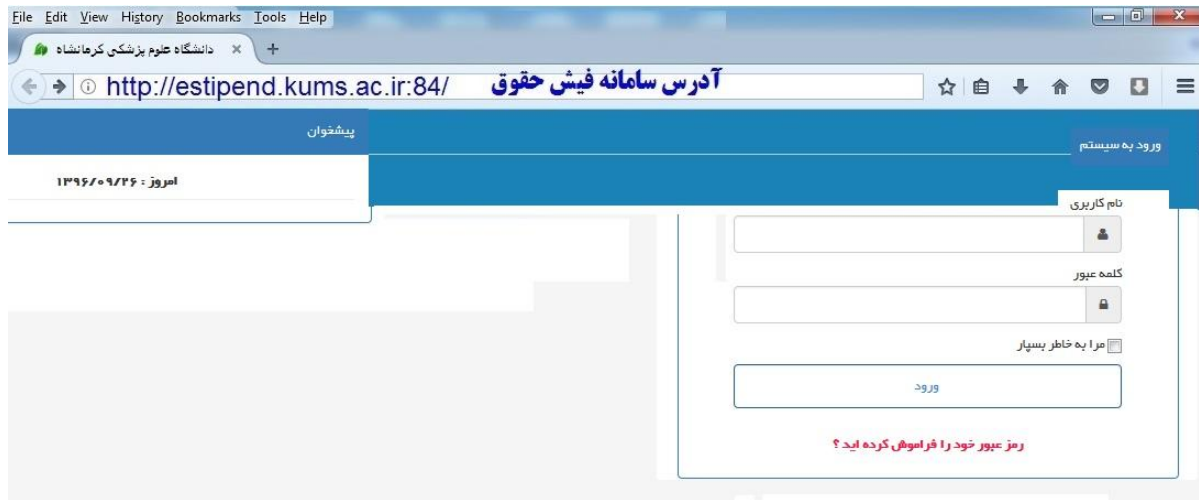 File Edit View History Bookmarks Tools Help
دانشگاه علوم پزشکی کرمانشاه
http://estipend.kums.ac.ir:84/ آدرس سامانه فیش حقوق
پیشخوان
ورود به سیستم
امروز : ۱۳۹۶/۰۹/۲۶
نام کاربری
کلمه عبور
مرا به خاطر بسپار
ورود
رمز عبور خود را فراموش کرده اید ؟